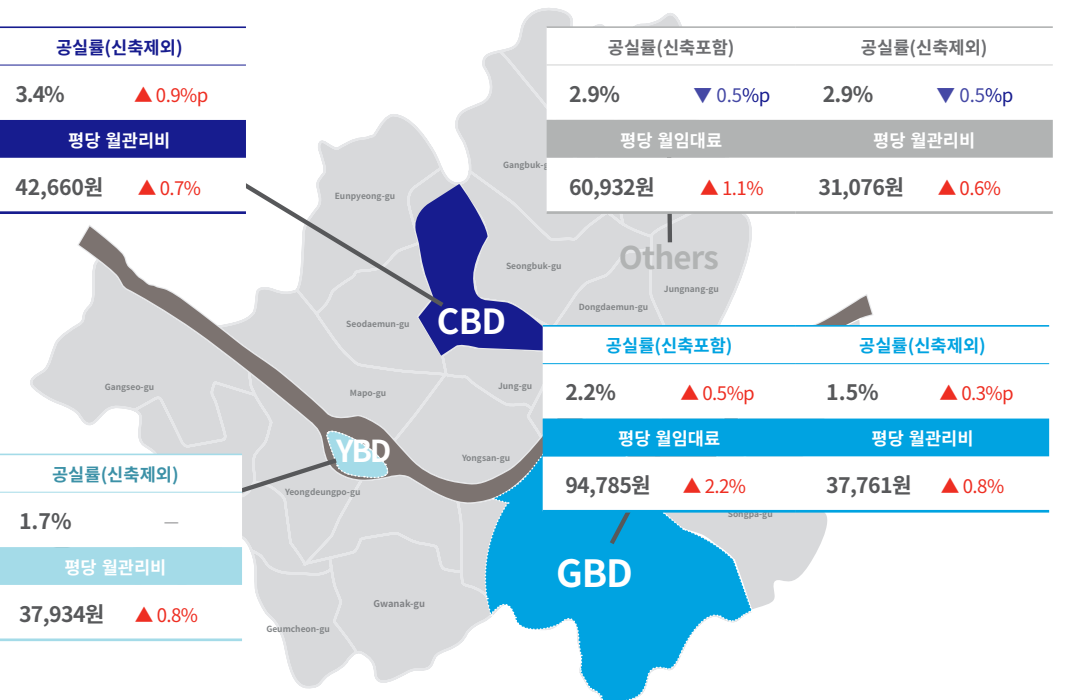 공실률(신축제외)
3.4% ▲ 0.9%p
평당 월관리비
42,660원 ▲ 0.7%
공실률(신축포함) 공실률(신축제외)
2.9% ▼ 0.5%p 2.9% ▼ 0.5%p
평당 월임대료 평당 월관리비
60,932원 ▲ 1.1% 31,076원 ▲ 0.6%
Gangbuk-g
Eunpyeong-gu
Others
Seongbuk-gu
Jungnang-gu
Dongdaemun-gu
Seodaemun-gu
CBD
공실률(신축포함) 공실률(신축제외)
2.2% ▲ 0.5%p 1.5% ▲ 0.3%p
평당 월임대료 평당 월관리비
94,785원 ▲ 2.2% 37,761원 ▲ 0.8%
Gangseo-gu
Mapo-gu
Jung-gu
YBD
Yongsan-gu
공실률(신축제외)
1.7% –
평당 월관리비
37,934원 ▲ 0.8%
Yeongdeungpo-gu
Songpa-gu
GBD
Gwanak-gu
Geumcheon-gu